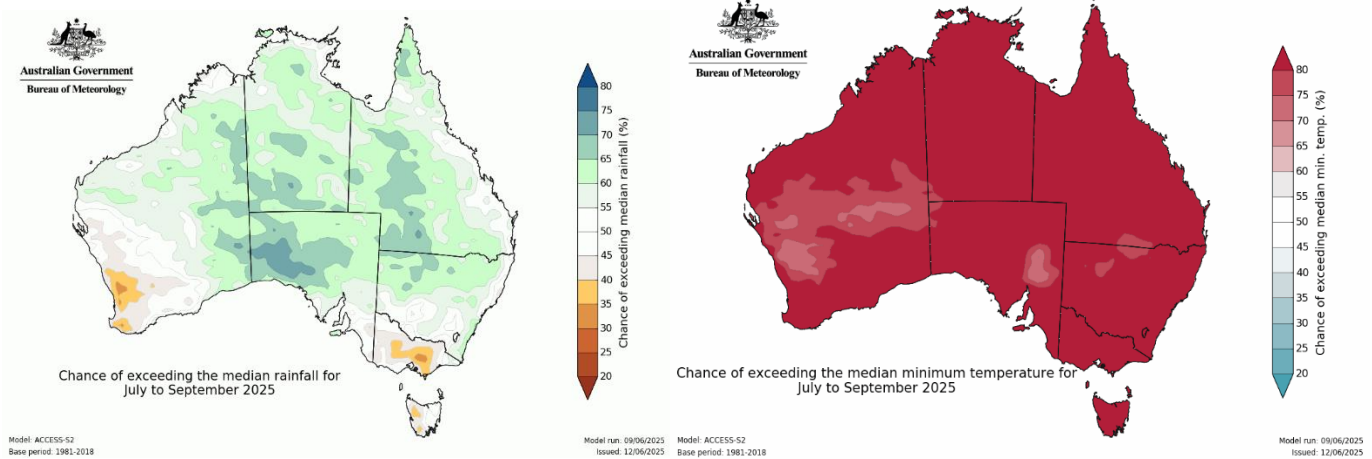 Australian Government
Bureau of Meteorology
80
75
70
65
60
55
50
45
40
35
30
25
20
Chance of exceeding median rainfall (%)
Chance of exceeding the median rainfall for
July to September 2025
Model: ACCESS-S2
Base period: 1981-2018
Model run: 09/06/2025
Issued: 12/06/2025
Australian Government
Bureau of Meteorology
80
75
70
65
60
55
50
45
40
35
30
25
20
Chance of exceeding median min. temp. (%)
Chance of exceeding the median minimum temperature for
July to September 2025
Model: ACCESS-S2
Base period: 1981-2018
Model run: 09/06/2025
Issued: 12/06/2025